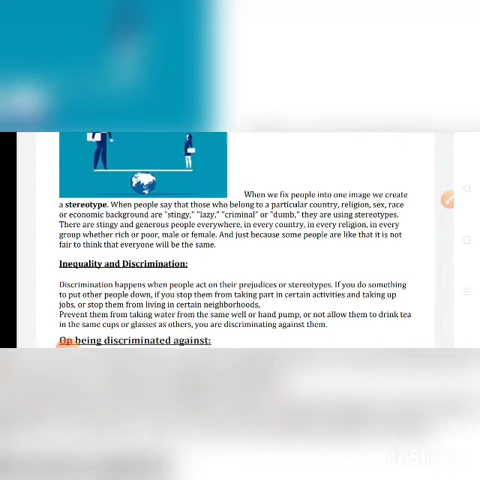 When we fix people into one image we create
a stereotype. When people say that those who belong to a particular country, religion, sex, race
or economic background are "stingy," "lazy," "criminal" or "dumb," they are using stereotypes.
There are stingy and generous people everywhere, in every country, in every religion, in every
group whether rich or poor, male or female. And just because some people are like that it is not
fair to think that everyone will be the same.
Inequality and Discrimination:
Discrimination happens when people act on their prejudices or stereotypes. If you do something
to put other people down, if you stop them from taking part in certain activities and taking up
jobs, or stop them from living in certain neighborhoods.
Prevent them from taking water from the same well or hand pump, or not allow them to drink tea
in the same cups or glasses as others, you are discriminating against them.
On being discriminated against: